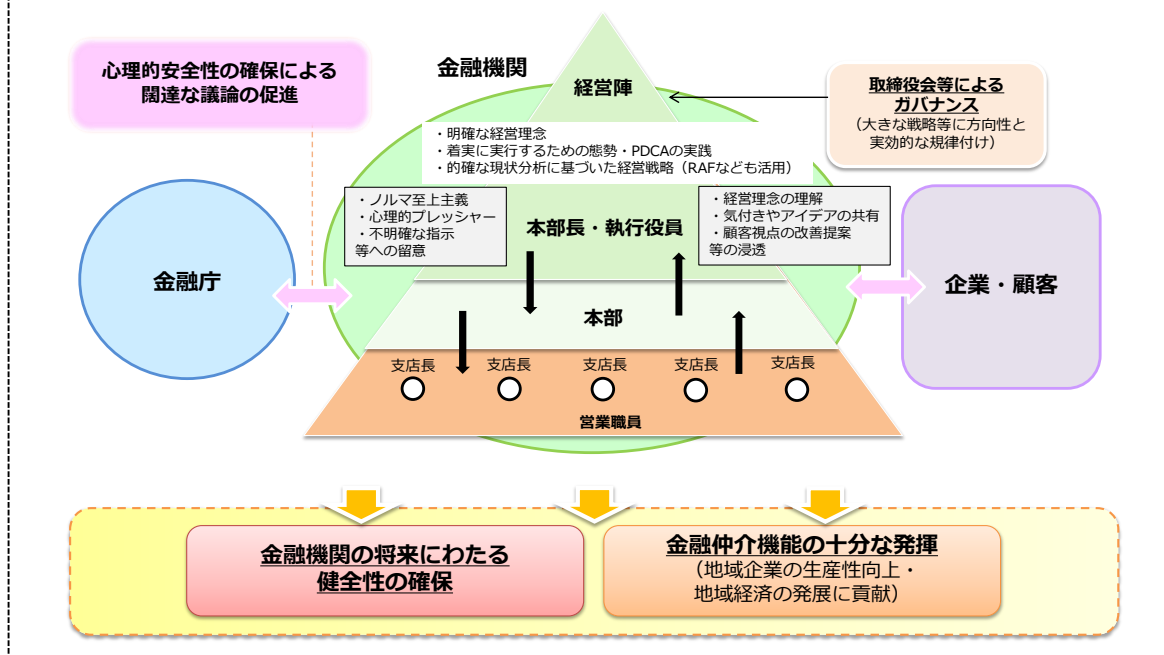 心理的安全性の確保による
闊達な議論の促進
金融機関
経営陣
取締役会等による
ガバナンス
（大きな戦略等に方向性と
実効的な規律付け）
・明確な経営理念
・着実に実行するための態勢・PDCAの実践
・的確な現状分析に基づいた経営戦略（RAFなども活用）
・ノルマ至上主義
・心理的プレッシャー
・不明確な指示
等への留意
本部長・執行役員
・経営理念の理解
・気付きやアイデアの共有
・顧客視点の改善提案
等の浸透
金融庁
企業・顧客
本部
支店長 支店長 支店長 支店長 支店長
営業職員
金融機関の将来にわたる
健全性の確保
金融仲介機能の十分な発揮
（地域企業の生産性向上・
地域経済の発展に貢献）